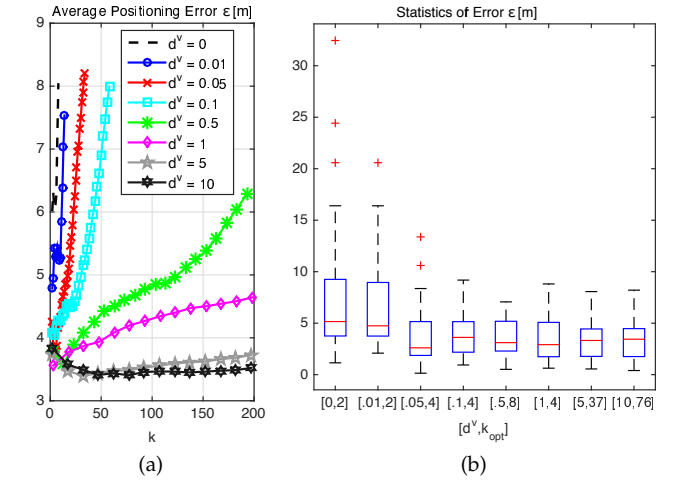 Average Positioning Error ε[m]
9
8
7
6
5
4
3
0
50
100
150
200
k
dᵛ = 0
dᵛ = 0.01
dᵛ = 0.05
dᵛ = 0.1
dᵛ = 0.5
dᵛ = 1
dᵛ = 5
dᵛ = 10
(a)
Statistics of Error ε[m]
30
25
20
15
10
5
0
[0,2] [.01,2] [.05,4] [.1,4] [.5,8] [1,4] [5,37] [10,76]
[dᵛ,kₒₚₜ]
(b)